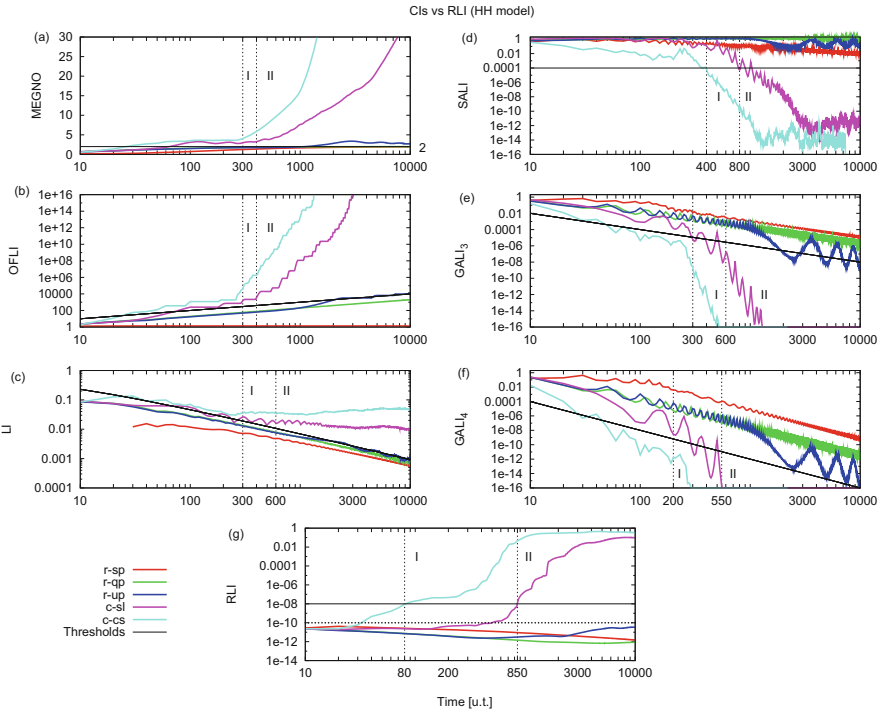 CIs vs RLI (HH model)
(a)
MEGNO
30
25
20
15
10
5
0
I
II
2
10
100
300
400
1000
10000
(b)
OFLI
1e+16
1e+14
1e+12
1e+10
1e+08
1e+06
10000
100
1
I
II
10
100
300
400
1000
10000
(c)
LI
1
0.1
0.01
0.001
0.0001
I
II
10
100
300
600
1000
3000
10000
(d)
SALI
1
0.01
0.0001
1e-06
1e-08
1e-10
1e-12
1e-14
1e-16
I
II
10
100
400
800
3000
10000
(e)
GALI3
1
0.01
0.0001
1e-06
1e-08
1e-10
1e-12
1e-14
1e-16
I
II
10
100
300
600
3000
10000
(f)
GALI4
1
0.01
0.0001
1e-06
1e-08
1e-10
1e-12
1e-14
1e-16
I
II
10
100
200
550
3000
10000
(g)
RLI
1
0.01
0.0001
1e-06
1e-08
1e-10
1e-12
1e-14
I
II
10
80
200
850
3000
10000
Time [u.t.]
r-sp
r-qp
r-up
c-sl
c-cs
Thresholds